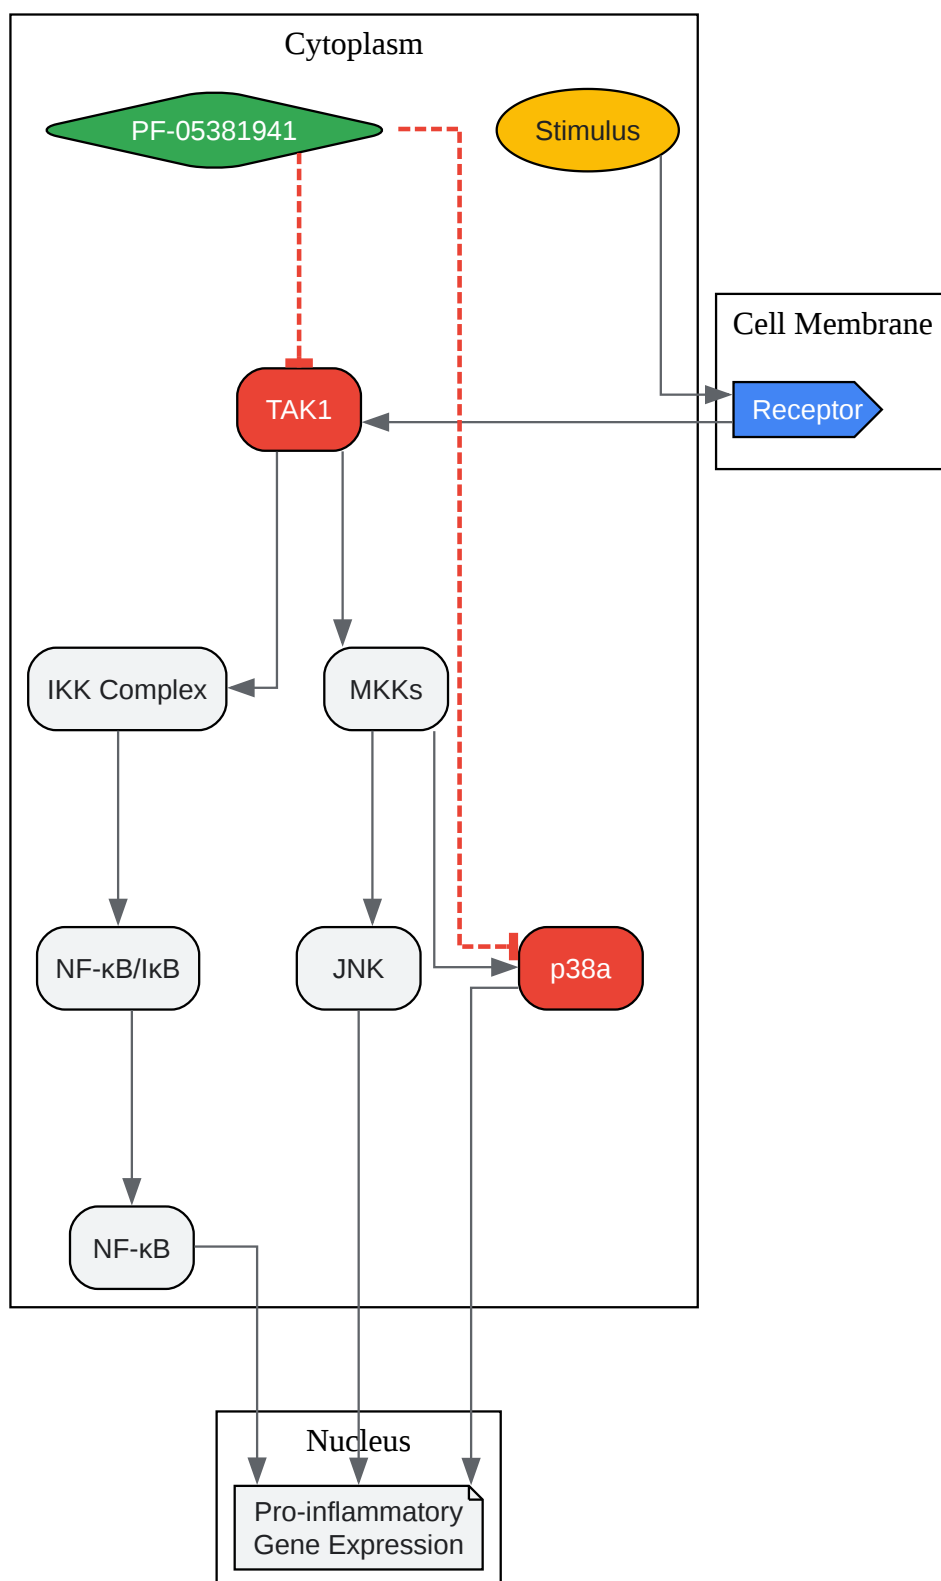 Cytoplasm
PF-05381941
Stimulus
Cell Membrane
TAK1
Receptor
IKK Complex
MKKs
NF-κB/IκB
JNK
p38a
NF-κB
Nucleus
Pro-inflammatory
Gene Expression